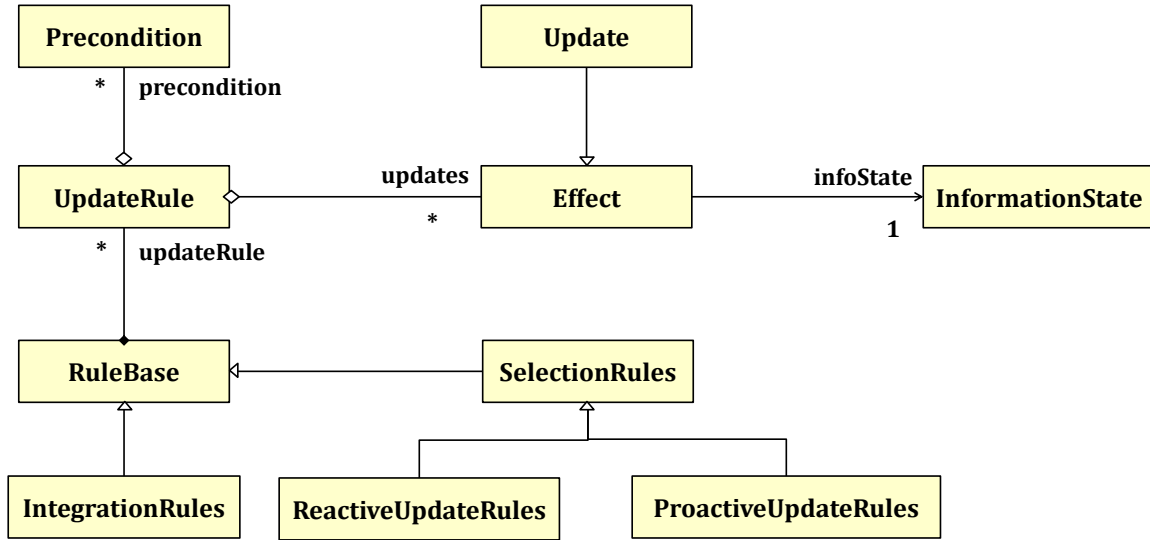 Precondition
Update
*
precondition
UpdateRule
updates
*
Effect
infoState
1
InformationState
*
updateRule
RuleBase
SelectionRules
IntegrationRules
ReactiveUpdateRules
ProactiveUpdateRules